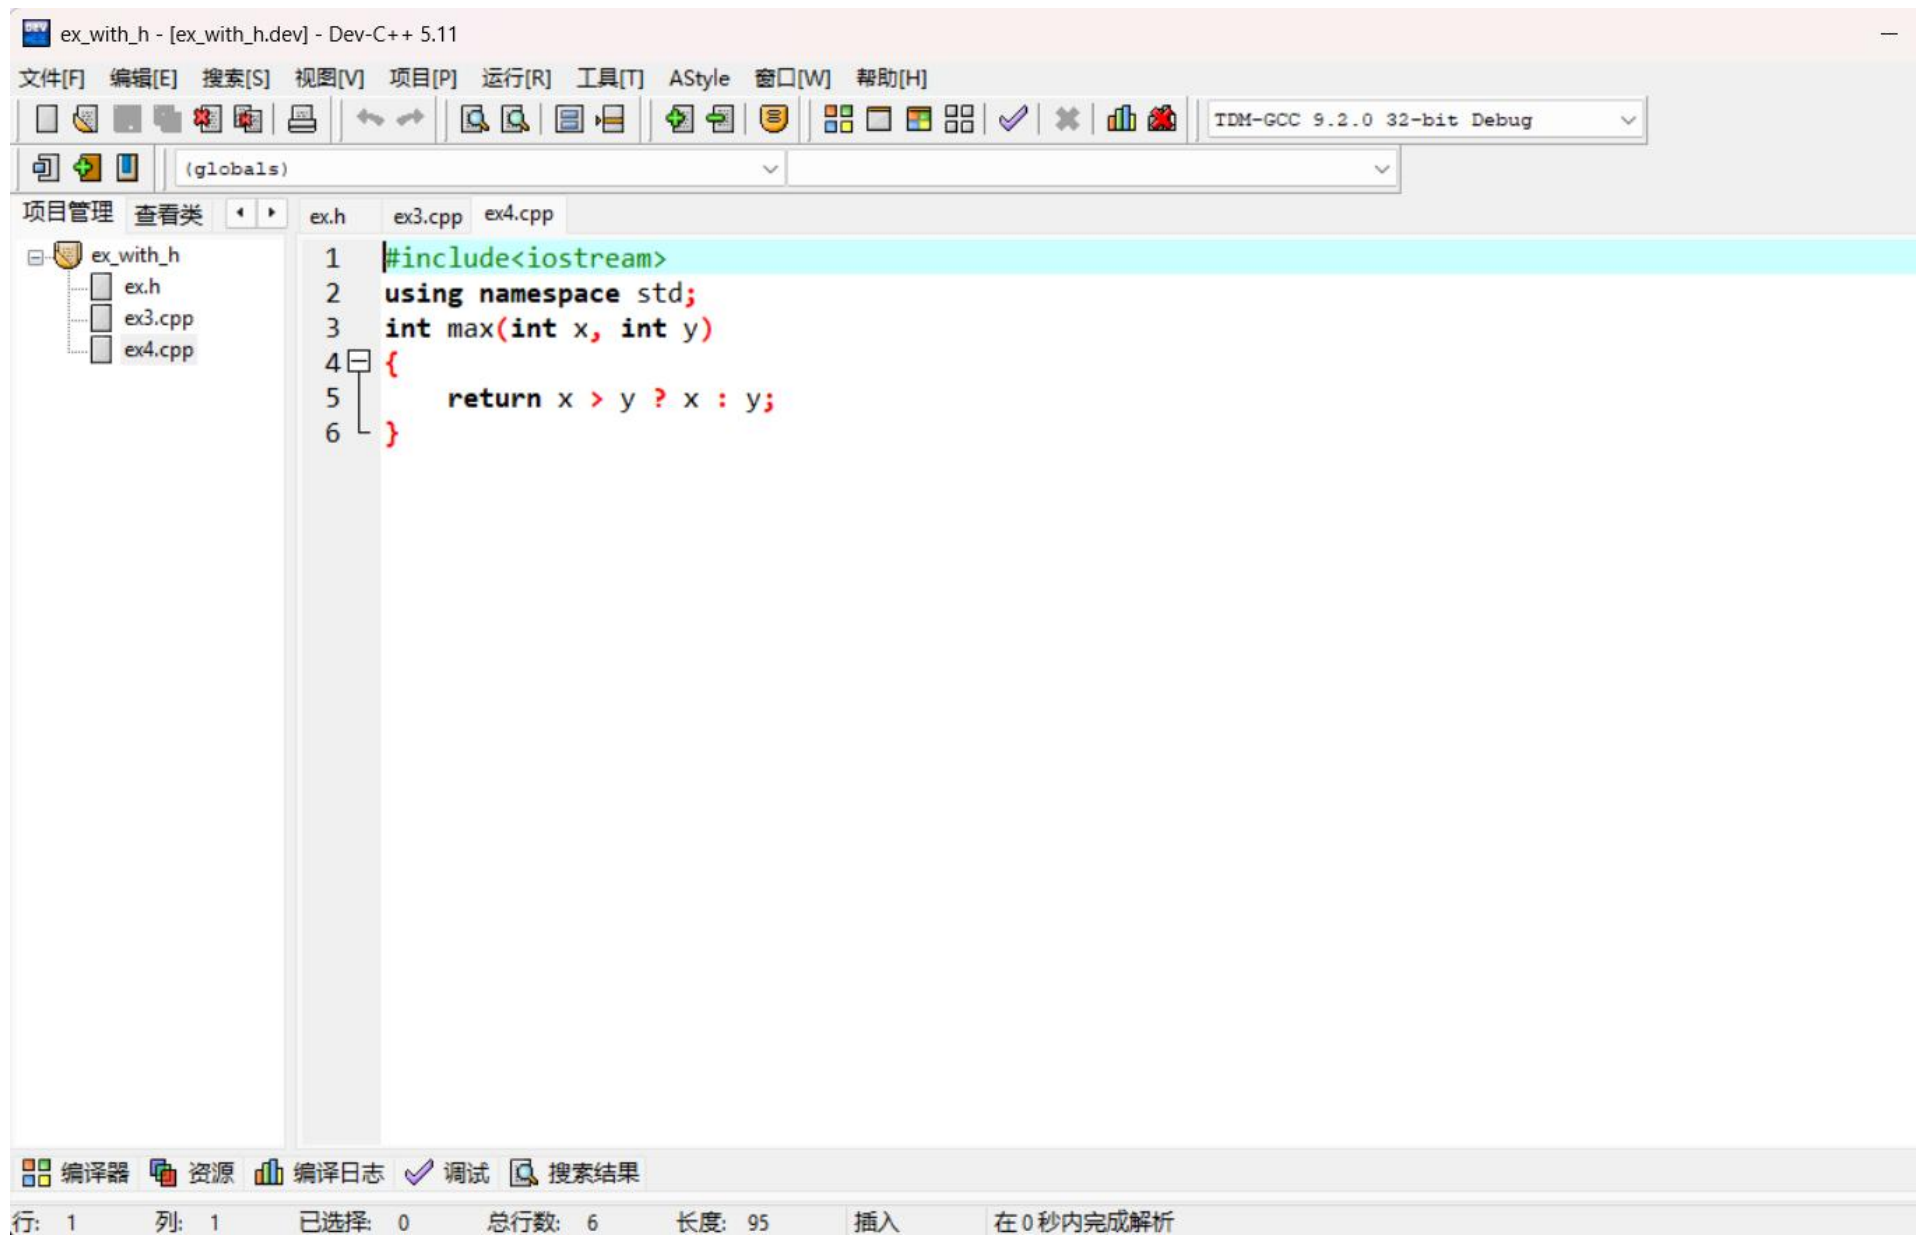 ex_with_h - [ex_with_h.dev] - Dev-C++ 5.11
文件[F] 编辑[E] 搜索[S] 视图[V] 项目[P] 运行[R] 工具[T] AStyle 窗口[W] 帮助[H]
TDM-GCC 9.2.0 32-bit Debug
(globals)
项目管理 查看类 ex.h ex3.cpp ex4.cpp
ex_with_h
ex.h
ex3.cpp
ex4.cpp
1 #include<iostream>
2 using namespace std;
3 int max(int x, int y)
4 {
5     return x > y ? x : y;
6 }
编译器 资源 编译日志 调试 搜索结果
行: 1 列: 1 已选择: 0 总行数: 6 长度: 95 插入 在0秒内完成解析